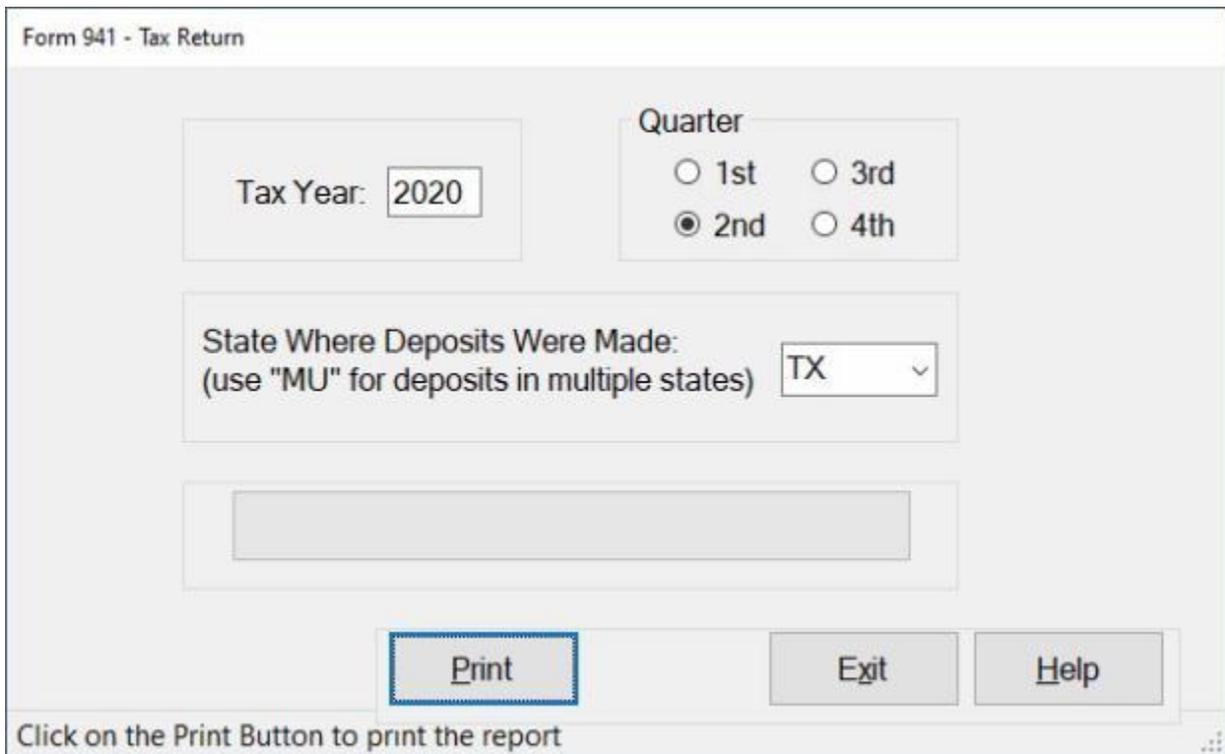 Form 941 - Tax Return
Quarter
Tax Year: 2020
1st 3rd
2nd 4th
State Where Deposits Were Made:
(use "MU" for deposits in multiple states)
TX
Print Exit Help
Click on the Print Button to print the report